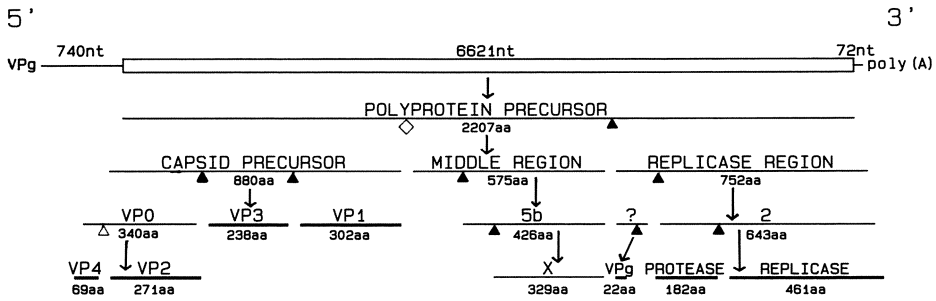 5' 3'
740nt 6621nt 72nt
VPg poly (A)
POLYPROTEIN PRECURSOR
2207aa
CAPSID PRECURSOR MIDDLE REGION REPLICASE REGION
880aa 575aa 752aa
VP0 VP3 VP1 5b ? 2
340aa 238aa 302aa 426aa 643aa
VP4 VP2 X VPg PROTEASE REPLICASE
69aa 271aa 329aa 22aa 182aa 461aa